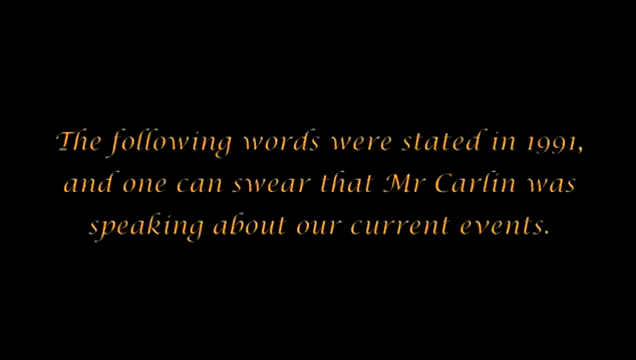 The following words were stated in 1991,
and one can swear that Mr Carlin was
speaking about our current events.